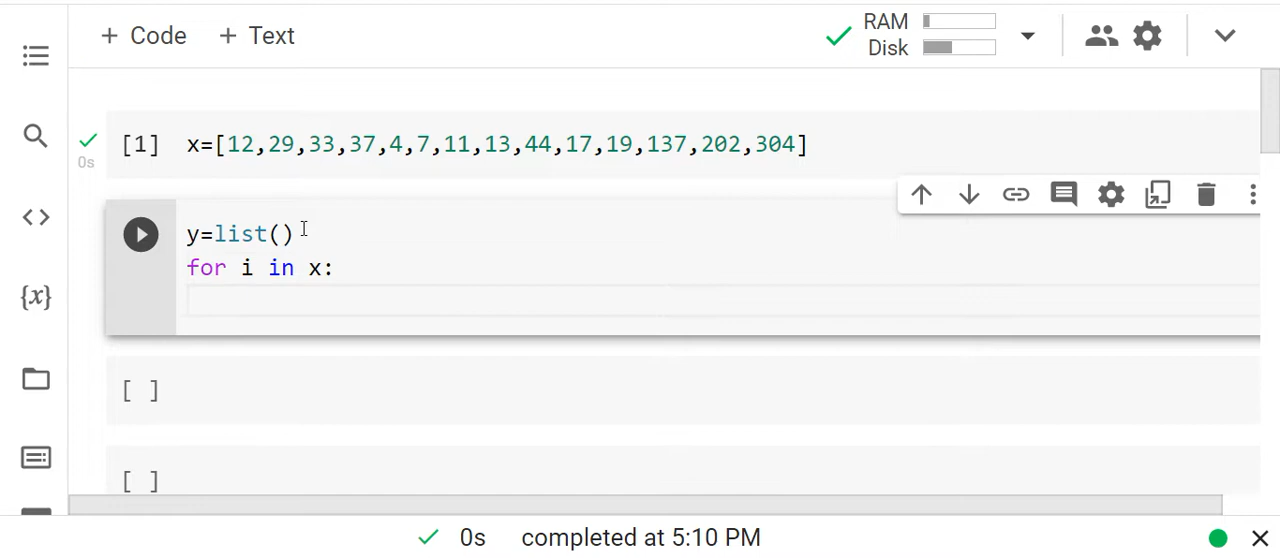 + Code + Text
RAM
Disk
[1] x=[12,29,33,37,4,7,11,13,44,17,19,137,202,304]
0s
y=list()
for i in x:
{x}
[ ]
[ ]
0s completed at 5:10 PM